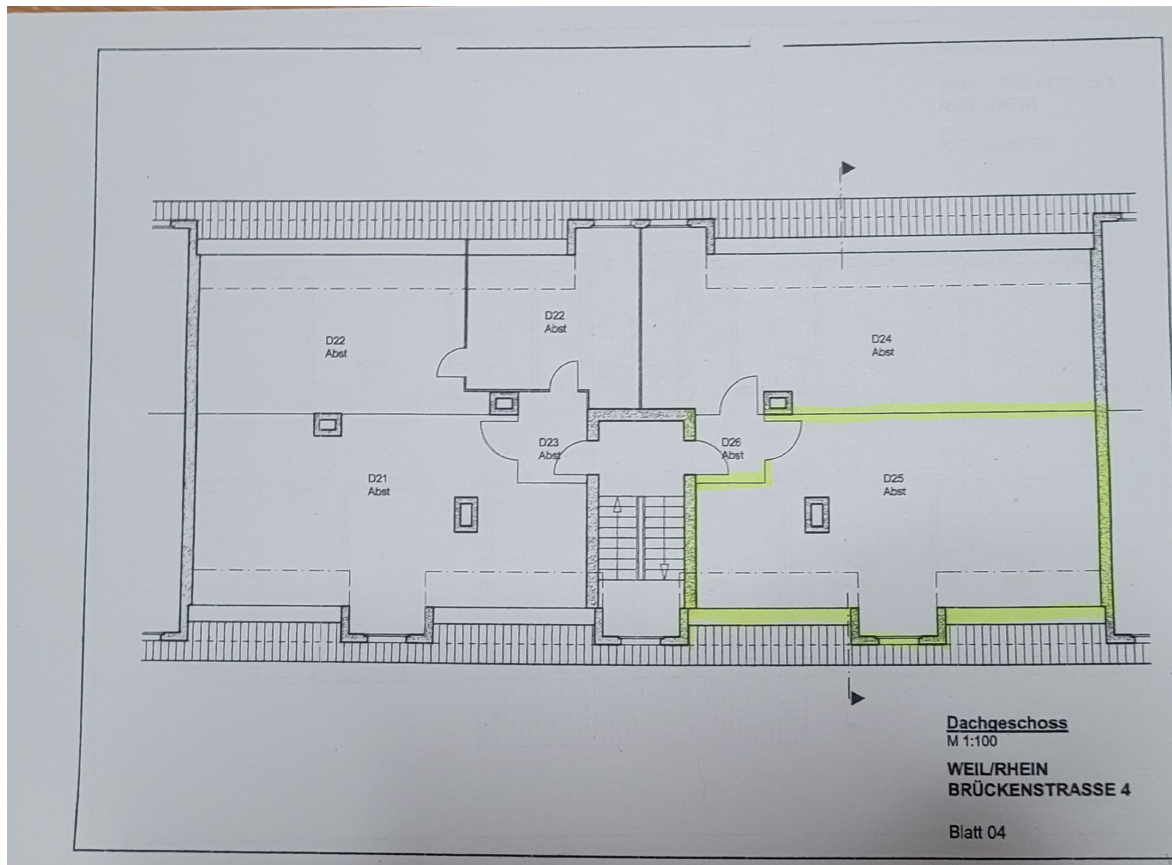 D22
Abst
D22
Abst
D24
Abst
D23
Abst
D26
Abst
D21
Abst
D25
Abst
Dachgeschoss
M 1:100
WEIL/RHEIN
BRÜCKENSTRASSE 4
Blatt 04